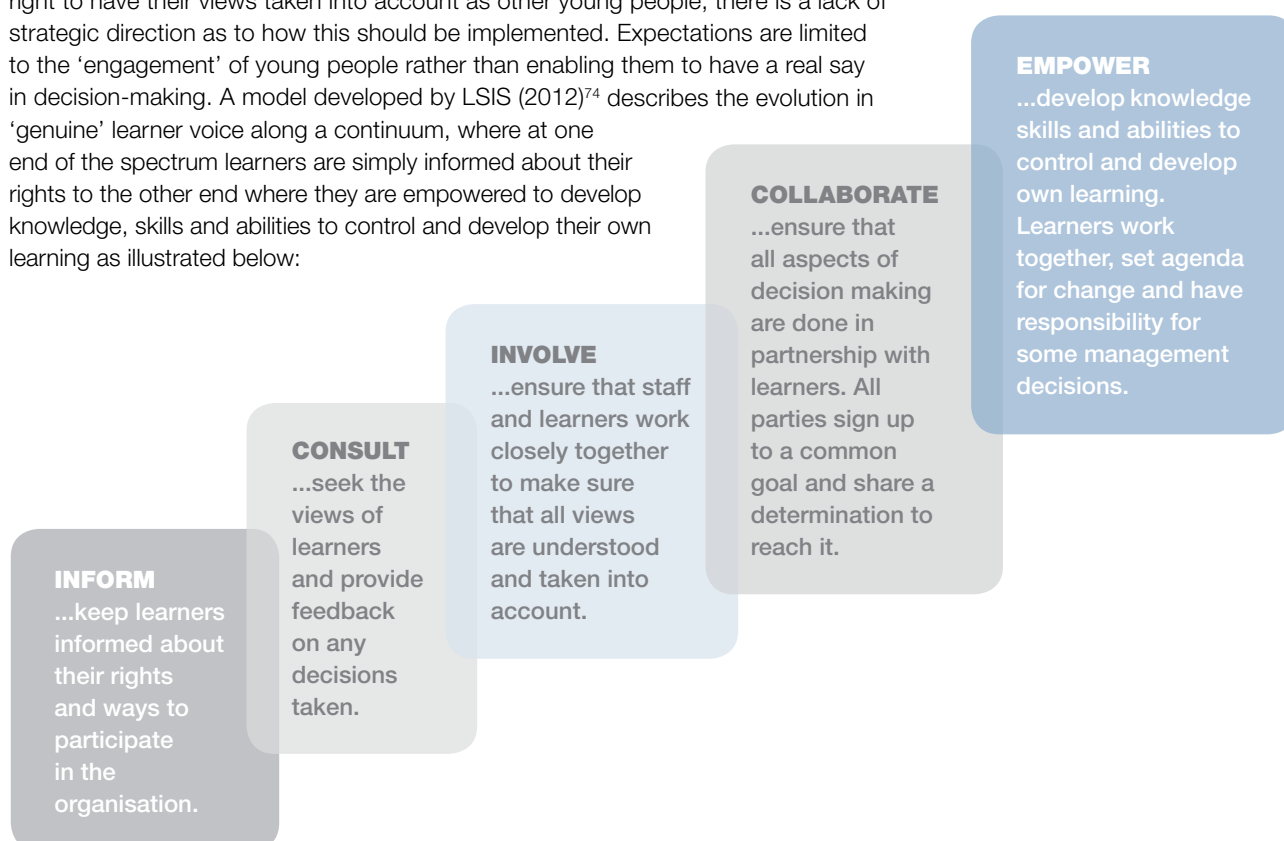 right to have their views taken into account as other young people, there is a lack of
strategic direction as to how this should be implemented. Expectations are limited
to the ‘engagement’ of young people rather than enabling them to have a real say
in decision-making. A model developed by LSIS (2012)74 describes the evolution in
‘genuine’ learner voice along a continuum, where at one
end of the spectrum learners are simply informed about their
rights to the other end where they are empowered to develop
knowledge, skills and abilities to control and develop their own
learning as illustrated below:
INFORM
...keep learners
informed about
their rights
and ways to
participate
in the
organisation.
CONSULT
...seek the
views of
learners
and provide
feedback
on any
decisions
taken.
INVOLVE
...ensure that staff
and learners work
closely together
to make sure
that all views
are understood
and taken into
account.
COLLABORATE
...ensure that
all aspects of
decision making
are done in
partnership with
learners. All
parties sign up
to a common
goal and share a
determination to
reach it.
EMPOWER
...develop knowledge
skills and abilities to
control and develop
own learning.
Learners work
together, set agenda
for change and have
responsibility for
some management
decisions.